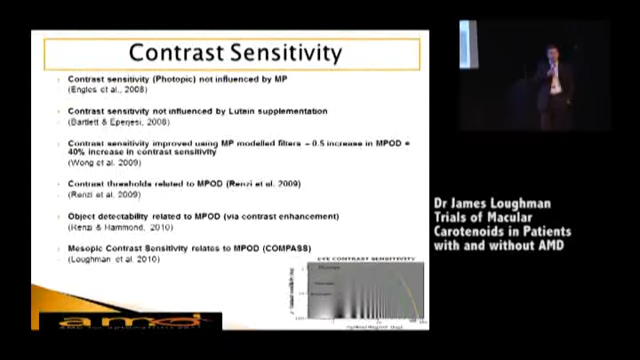 Contrast Sensitivity
Contrast sensitivity (Photopic) not influenced by MP
(Engles et al., 2008)
Contrast sensitivity not influenced by Lutein supplementation
(Bartlett & Eperjesi, 2008)
Contrast sensitivity improved using MP modelled filters – 0.5 increase in MPOD =
40% increase in contrast sensitivity
(Wong et al. 2009)
Contrast thresholds related to MPOD (Renzi et al. 2009)
(Renzi et al. 2009)
Object detectability related to MPOD (via contrast enhancement)
(Renzi & Hammond, 2010)
Mesopic Contrast Sensitivity relates to MPOD (COMPASS)
(Loughman et al. 2010)
EYE CONTRAST SENSITIVITY
amd
Dr James Loughman
Trials of Macular
Carotenoids in Patients
with and without AMD